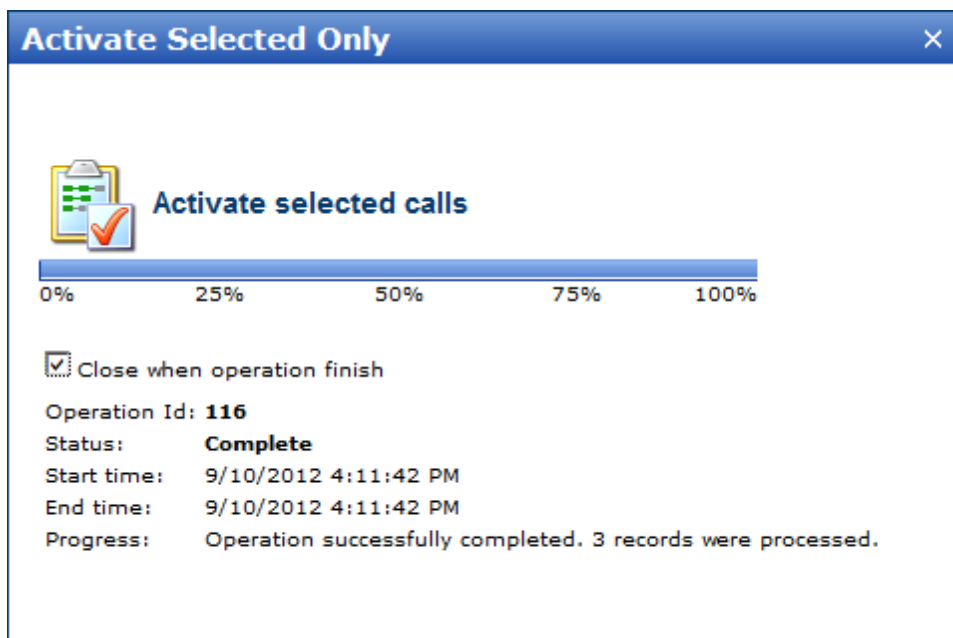 Activate Selected Only
Activate selected calls
0% 25% 50% 75% 100%
Close when operation finish
Operation Id: 116
Status: Complete
Start time: 9/10/2012 4:11:42 PM
End time: 9/10/2012 4:11:42 PM
Progress: Operation successfully completed. 3 records were processed.